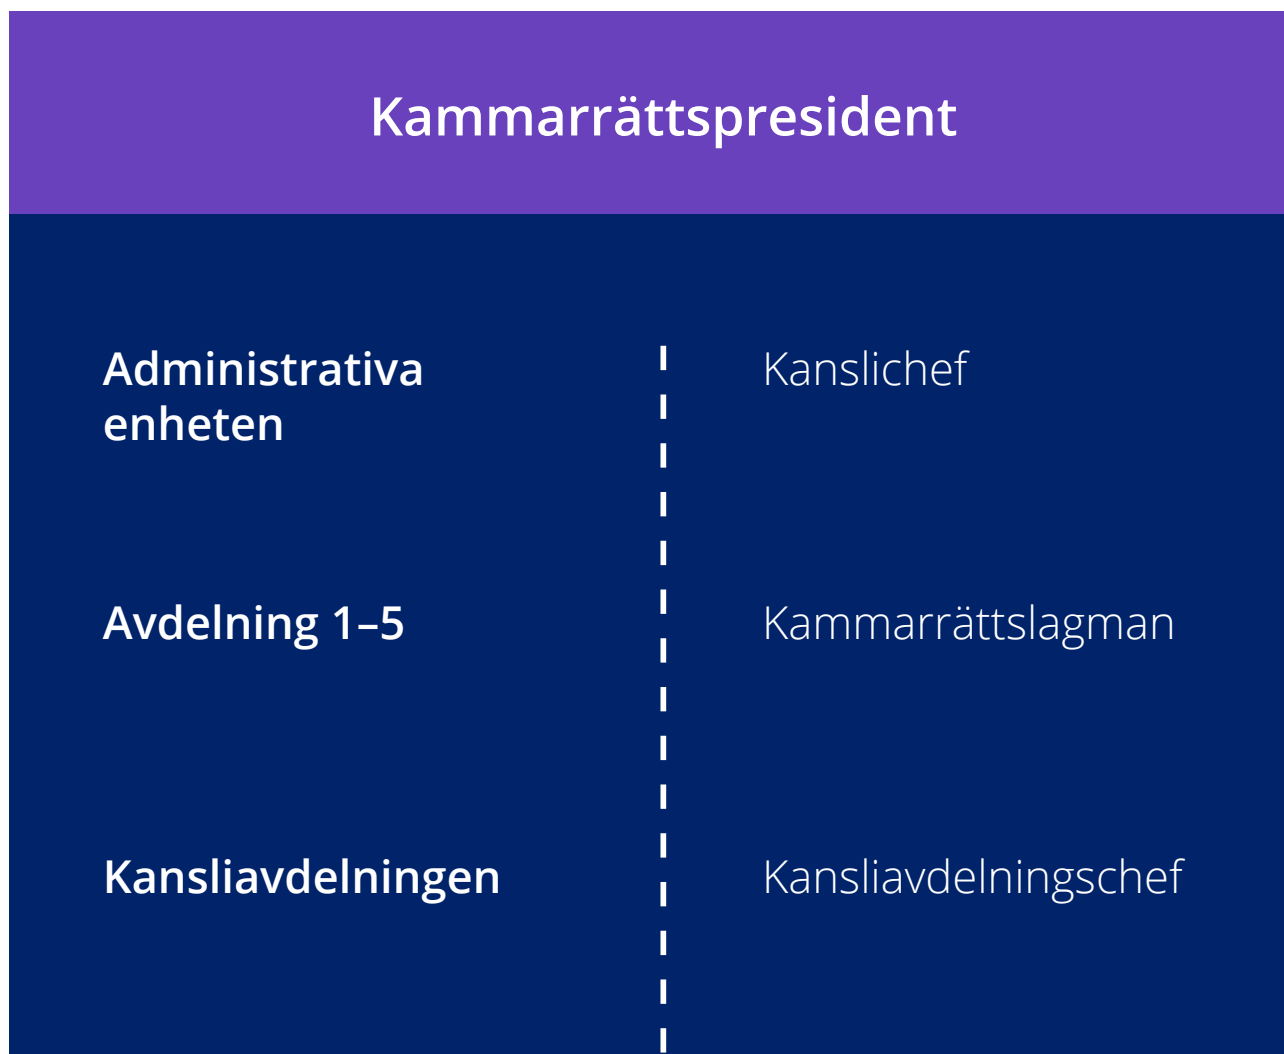 Kammarrättspresident
Administrativa
enheten
Kanslichef
Avdelning 1–5
Kammarrättslagman
Kansliavdelningen
Kansliavdelningschef